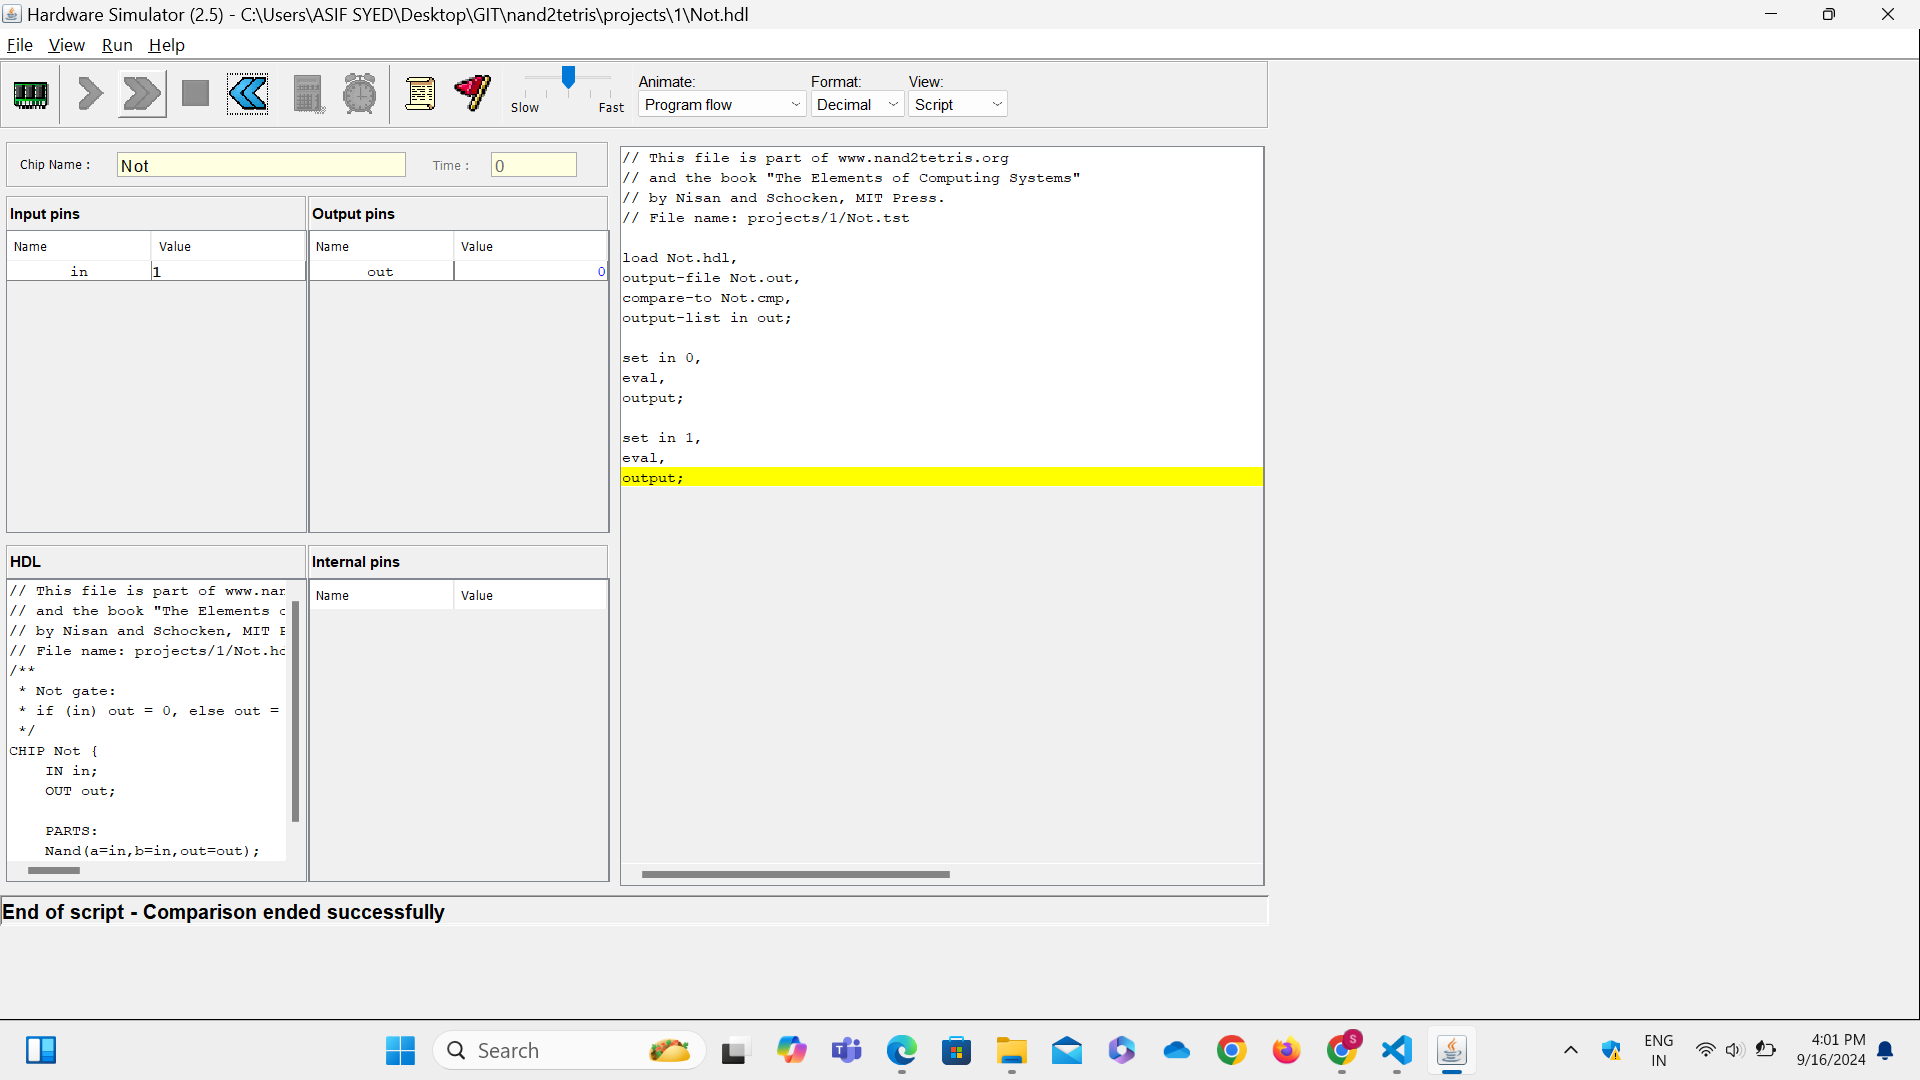 Hardware Simulator (2.5) - C:\Users\ASIF SYED\Desktop\GIT\nand2tetris\projects\1\Not.hdl
File View Run Help
Slow Fast
Animate: Format: View:
Program flow Decimal Script
Chip Name : Not Time : 0
Input pins
Name Value
in 1
Output pins
Name Value
out 0
// This file is part of www.nand2tetris.org
// and the book "The Elements of Computing Systems"
// by Nisan and Schocken, MIT Press.
// File name: projects/1/Not.tst
load Not.hdl,
output-file Not.out,
compare-to Not.cmp,
output-list in out;
set in 0,
eval,
output;
set in 1,
eval,
output;
HDL
// This file is part of www.nan
// and the book "The Elements
// by Nisan and Schocken, MIT
// File name: projects/1/Not.hd
/**
* Not gate:
* if (in) out = 0, else out =
*/
CHIP Not {
IN in;
OUT out;
PARTS:
Nand(a=in,b=in,out=out);
Internal pins
Name Value
End of script - Comparison ended successfully
Search
S
ENG
IN
4:01 PM
9/16/2024